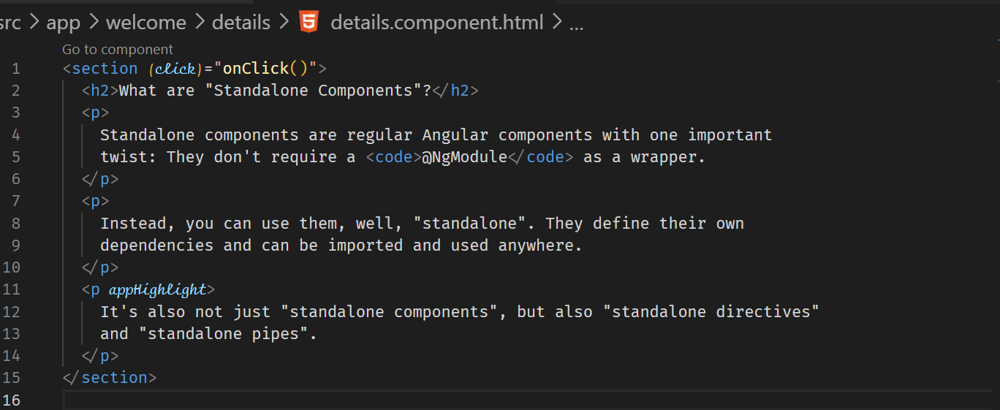 src > app > welcome > details > details.component.html > ...
Go to component
1 <section (click)="onClick()">
2 <h2>What are "Standalone Components"?</h2>
3 <p>
4 Standalone components are regular Angular components with one important
5 twist: They don't require a <code>@NgModule</code> as a wrapper.
6 </p>
7 <p>
8 Instead, you can use them, well, "standalone". They define their own
9 dependencies and can be imported and used anywhere.
10 </p>
11 <p appHighlight>
12 It's also not just "standalone components", but also "standalone directives"
13 and "standalone pipes".
14 </p>
15 </section>
16